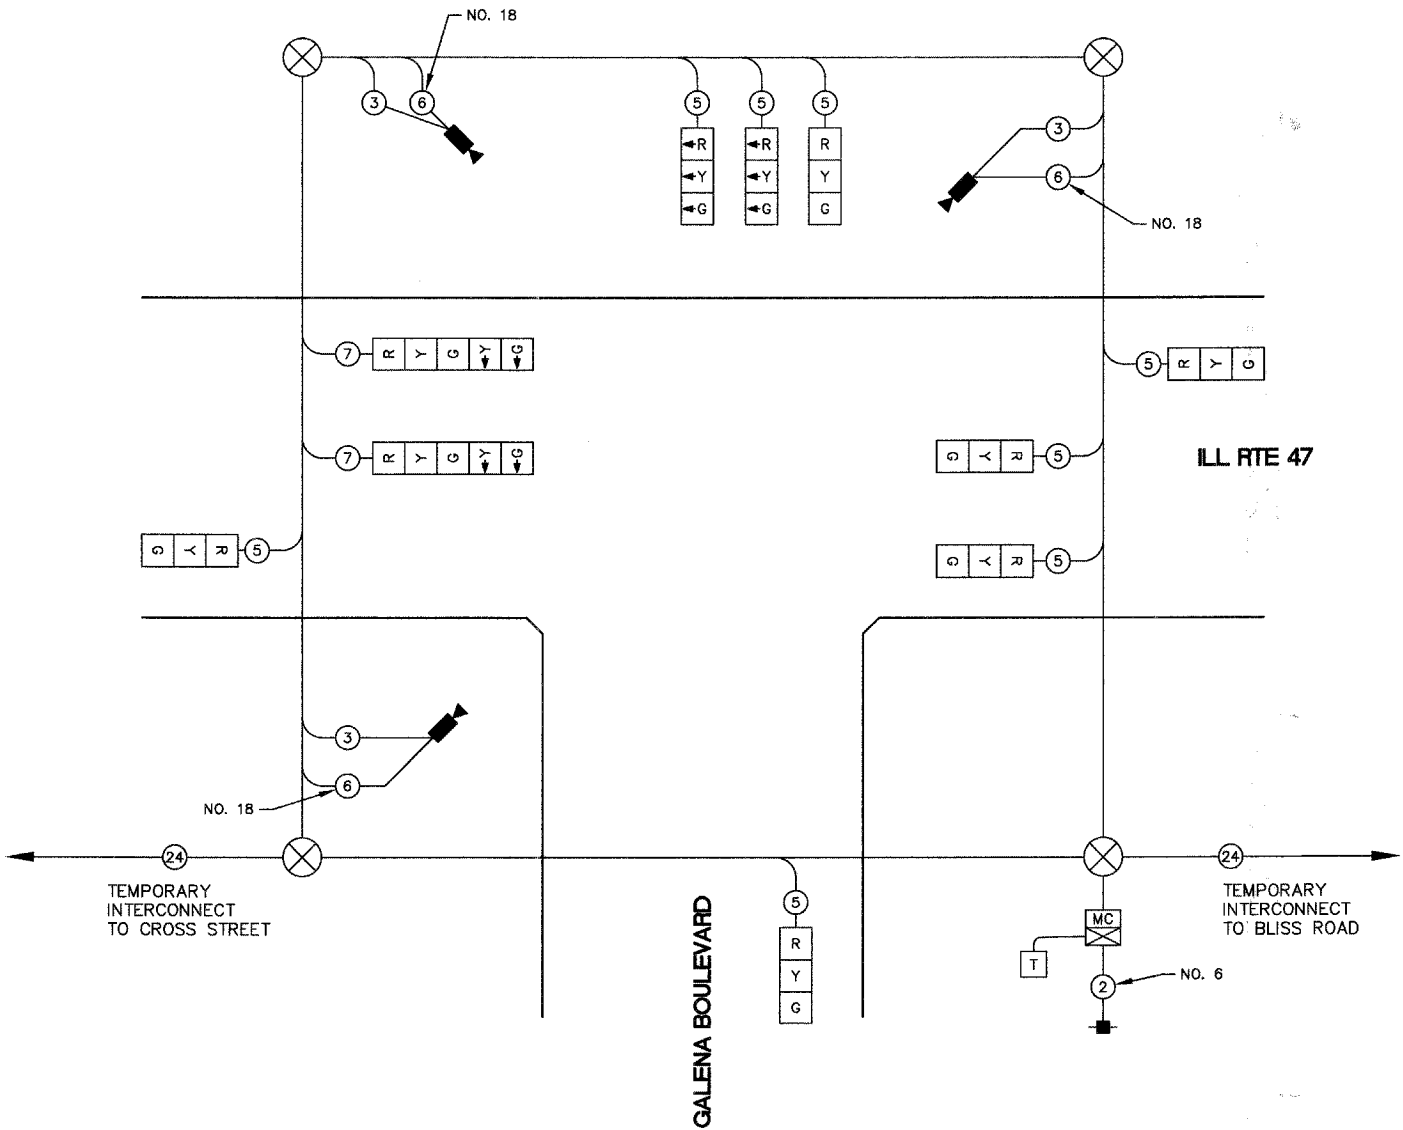 NO. 18
3
6
5
5
5
R
Y
G
R
Y
G
R
Y
G
3
6
NO. 18
7
R Y G Y G
5
R Y G
7
R Y G Y G
G Y R
5
ILL RTE 47
G Y R
5
G Y R
5
3
6
NO. 18
24
TEMPORARY
INTERCONNECT
TO CROSS STREET
24
TEMPORARY
INTERCONNECT
TO BLISS ROAD
5
R
Y
G
GALENA BOULEVARD
MC
T
2
NO. 6